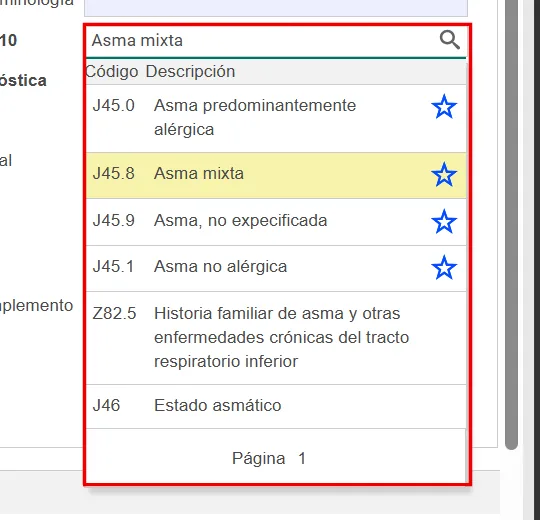 minología
Asma mixta
10
Código Descripción
óstica
J45.0 Asma predominantemente
alérgica
al
J45.8 Asma mixta
J45.9 Asma, no expecificada
J45.1 Asma no alérgica
nplemento
Z82.5 Historia familiar de asma y otras
enfermedades crónicas del tracto
respiratorio inferior
J46 Estado asmático
Página 1